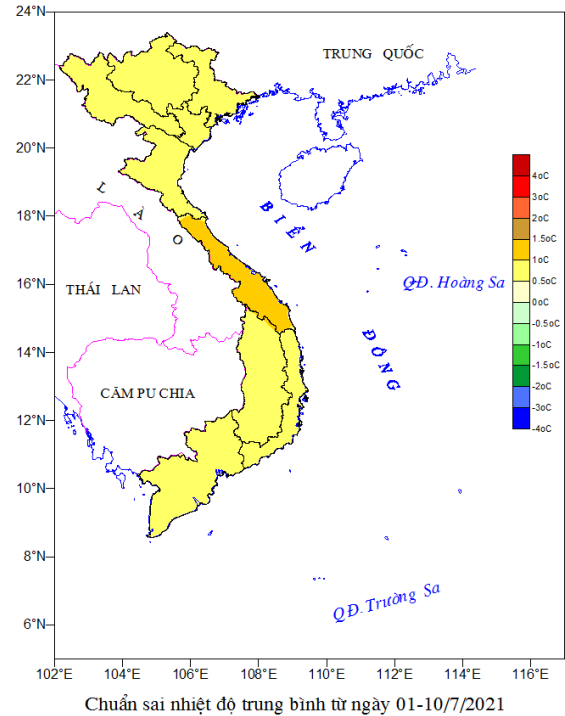 24°N
22°N
20°N
18°N
16°N
14°N
12°N
10°N
8°N
6°N
102°E
104°E
106°E
108°E
110°E
112°E
114°E
116°E
TRUNG QUỐC
LÀO
THÁI LAN
CĂM PU CHIA
BIỂN ĐÔNG
QĐ. Hoàng Sa
QĐ. Trường Sa
4oC
3oC
2oC
1.5oC
1oC
0.5oC
0oC
-0.5oC
-1oC
-1.5oC
-2oC
-3oC
-4oC
Chuẩn sai nhiệt độ trung bình từ ngày 01-10/7/2021